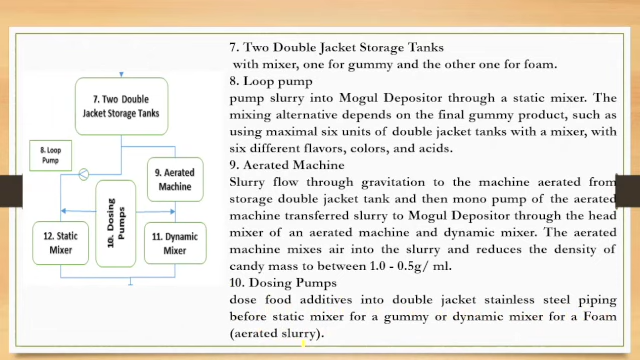 7. Two Double
Jacket Storage Tanks
8. Loop
Pump
9. Aerated
Machine
10. Dosing
Pumps
12. Static
Mixer
11. Dynamic
Mixer
7. Two Double Jacket Storage Tanks
with mixer, one for gummy and the other one for foam.
8. Loop pump
pump slurry into Mogul Depositor through a static mixer. The
mixing alternative depends on the final gummy product, such as
using maximal six units of double jacket tanks with a mixer, with
six different flavors, colors, and acids.
9. Aerated Machine
Slurry flow through gravitation to the machine aerated from
storage double jacket tank and then mono pump of the aerated
machine transferred slurry to Mogul Depositor through the head
mixer of an aerated machine and dynamic mixer. The aerated
machine mixes air into the slurry and reduces the density of
candy mass to between 1.0 - 0.5g/ ml.
10. Dosing Pumps
dose food additives into double jacket stainless steel piping
before static mixer for a gummy or dynamic mixer for a Foam
(aerated slurry).